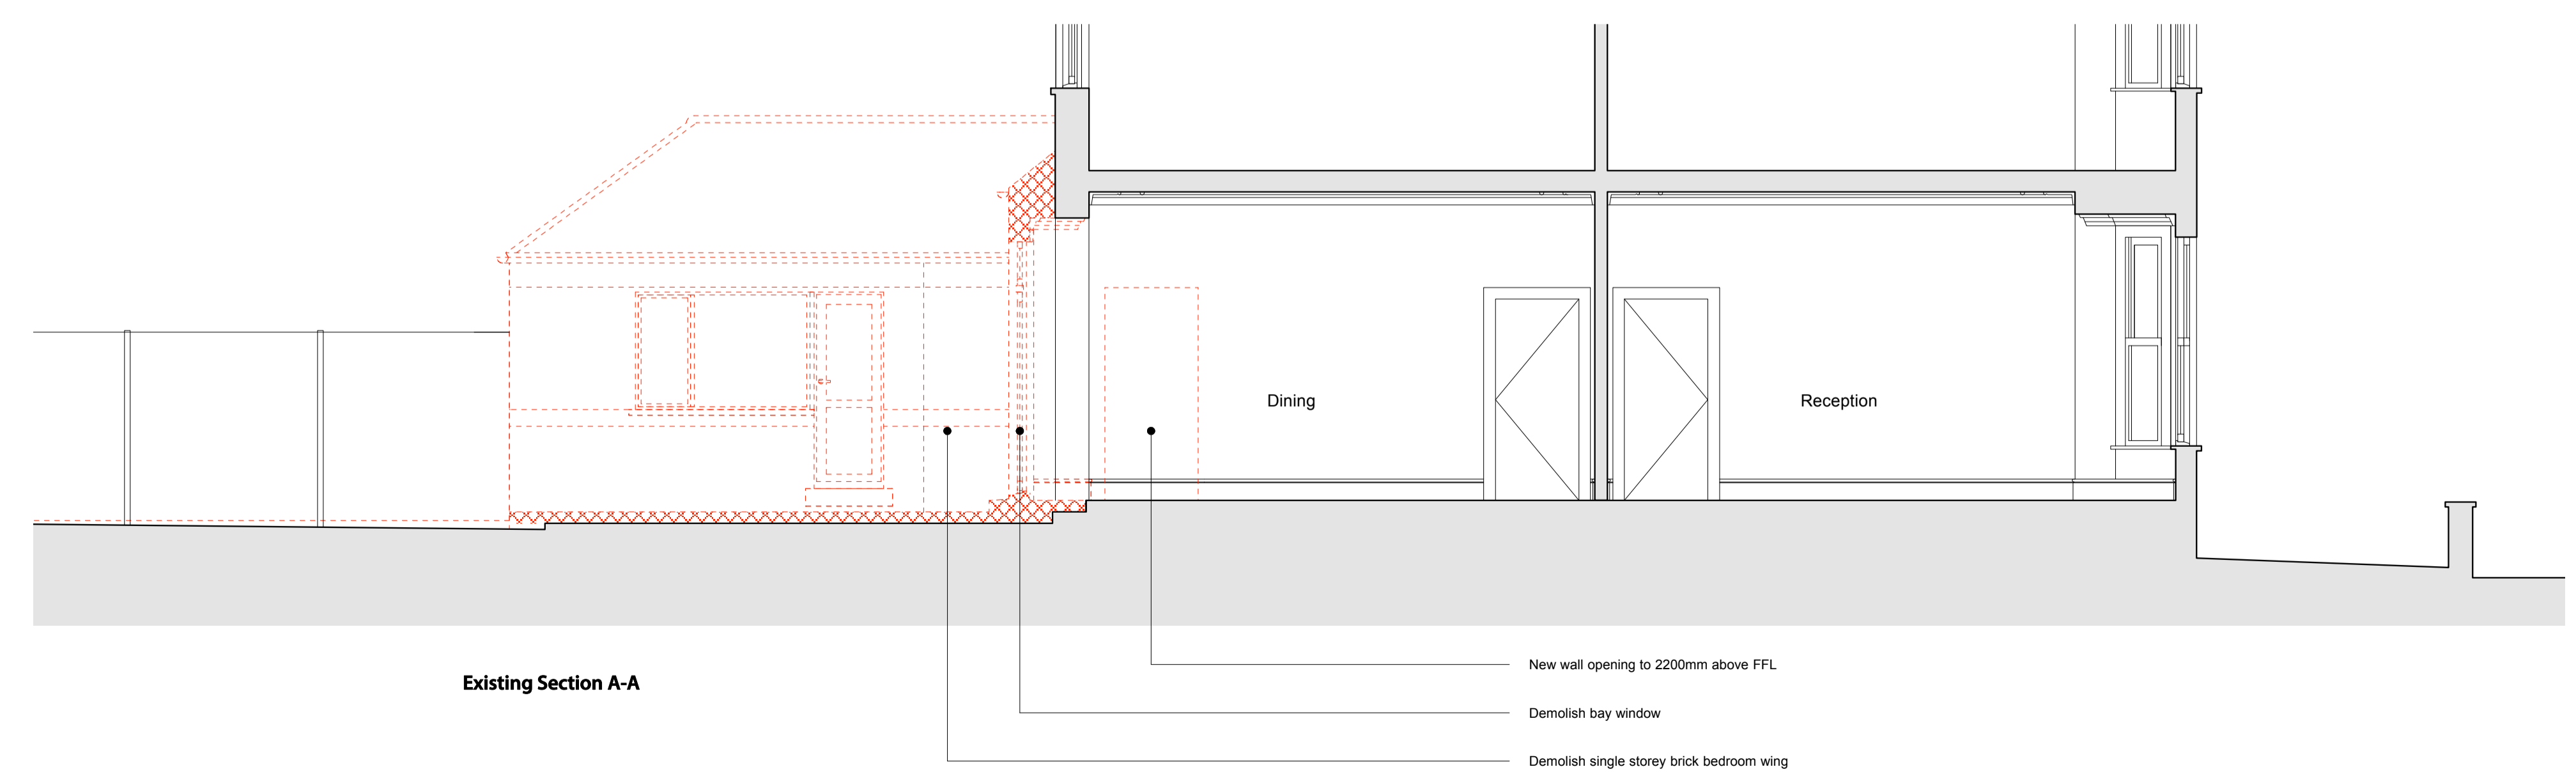 Dining
Reception
New wall opening to 2200mm above FFL
Existing Section A-A
Demolish bay window
Demolish single storey brick bedroom wing